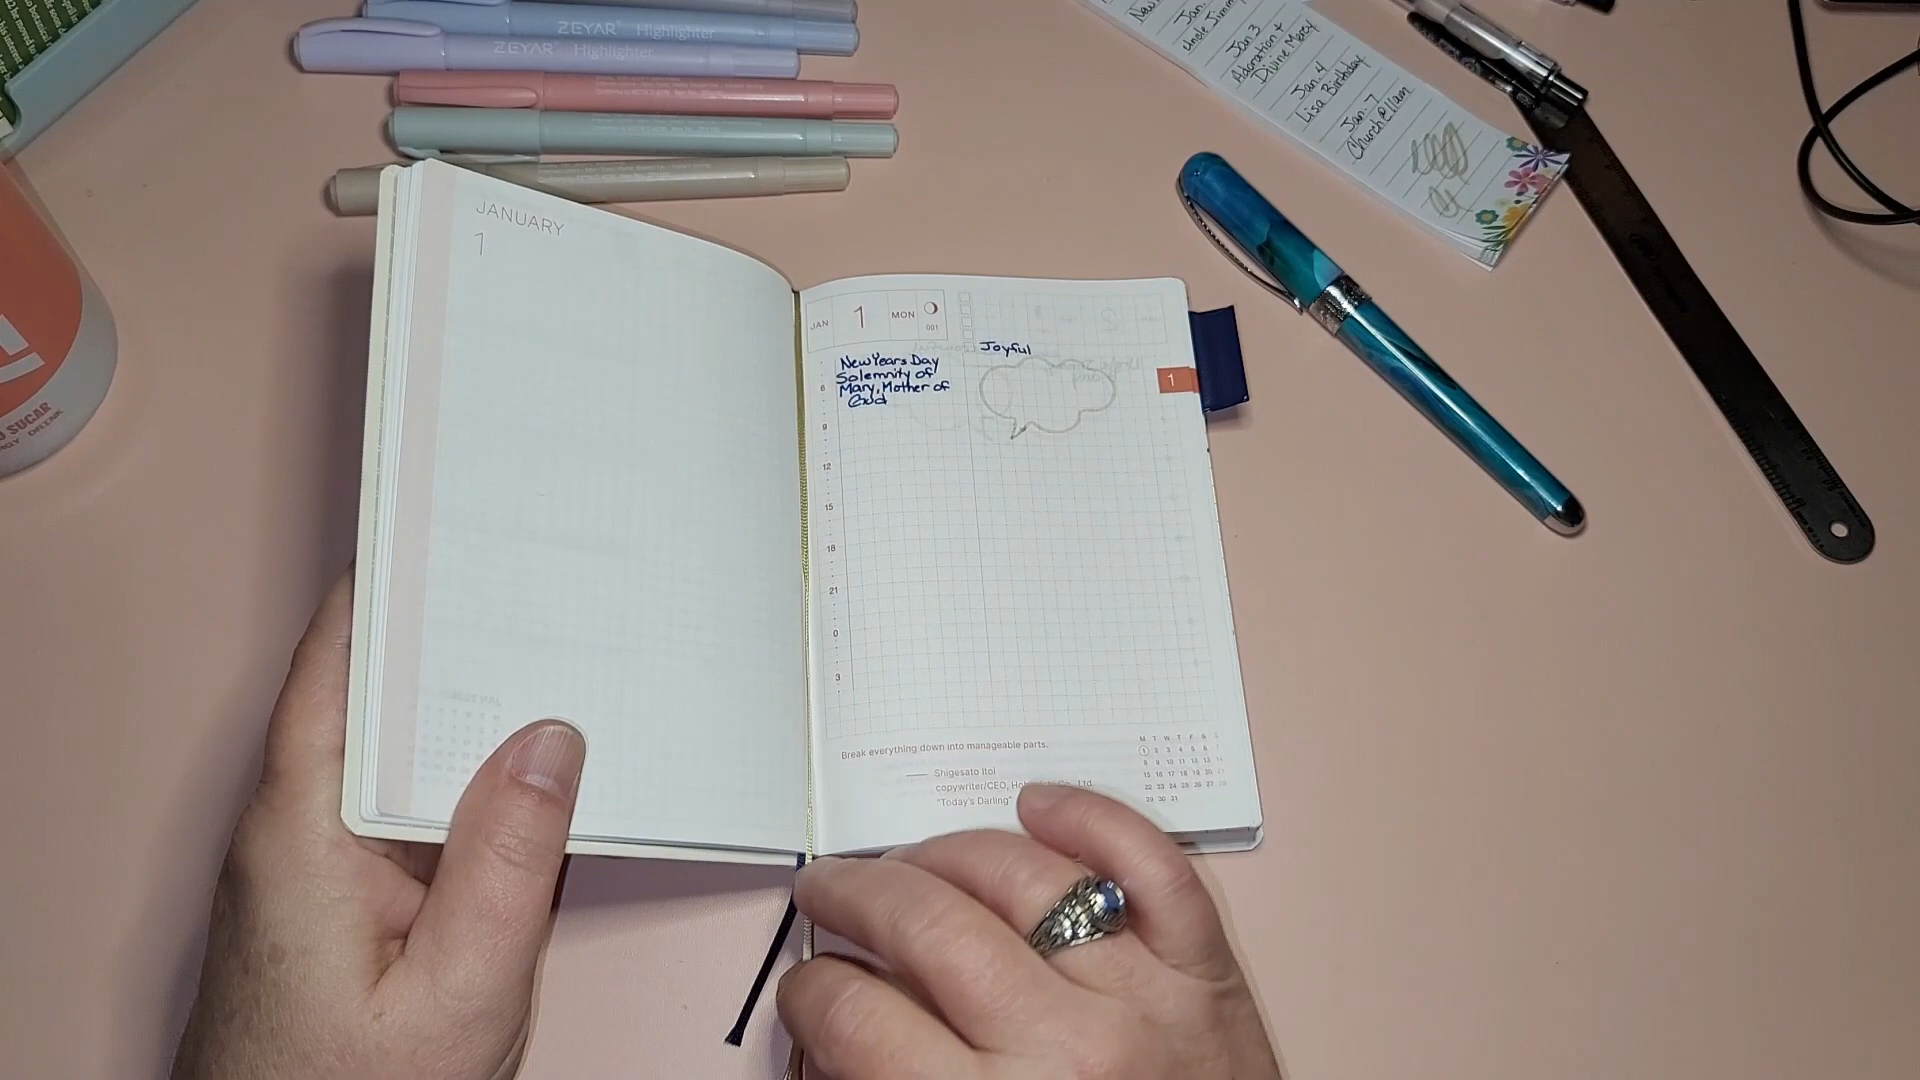 ZEYAR® Highlighter
ZEYAR® Highlighter
Jan.
Uncle Jimmy
Jan 3
Adoration +
Divine Mercy
Jan. 4
Lisa Birthday
Jan. 7
Church @ 11am
SUGAR
DRINK
JANUARY
1
JAN
1
MON
001
Joyful
New Years Day
Solemnity of
Mary, Mother of
God
1
6
9
12
15
18
21
0
3
Break everything down into manageable parts.
Shigesato Itoi
copywriter/CEO,
Co., Ltd.
"Today's Darling"
M T W T F S S
1 2 3 4 5 6 7
8 9 10 11 12 13 14
15 16 17 18 19 20 21
22 23 24 25 26 27 28
29 30 31